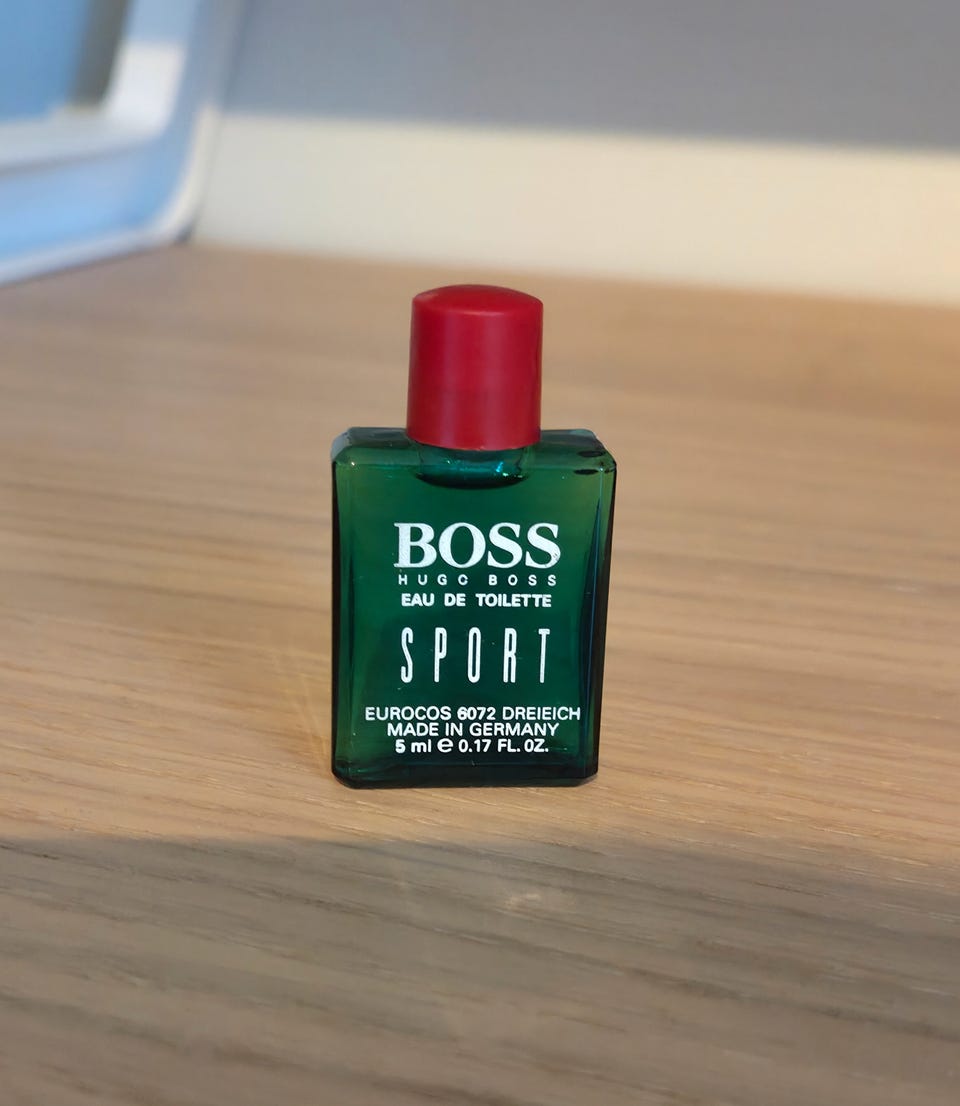 BOSS
HUGO BOSS
EAU DE TOILETTE
SPORT
EUROCOS 6072 DREIEICH
MADE IN GERMANY
5 ml ℮ 0.17 FL. OZ.